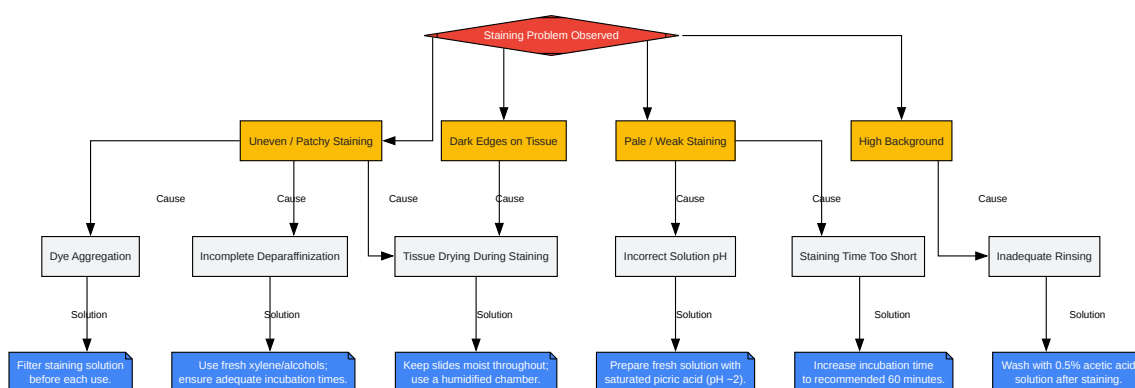 Staining Problem Observed
Uneven / Patchy Staining
Dark Edges on Tissue
Pale / Weak Staining
High Background
Cause
Cause
Cause
Cause
Cause
Cause
Cause
Dye Aggregation
Incomplete Deparaffinization
Tissue Drying During Staining
Incorrect Solution pH
Staining Time Too Short
Inadequate Rinsing
Solution
Solution
Solution
Solution
Solution
Solution
Filter staining solution
before each use.
Use fresh xylene/alcohols;
ensure adequate incubation times.
Keep slides moist throughout;
use a humidified chamber.
Prepare fresh solution with
saturated picric acid (pH ~2).
Increase incubation time
to recommended 60 minutes.
Wash with 0.5% acetic acid
solution after staining.